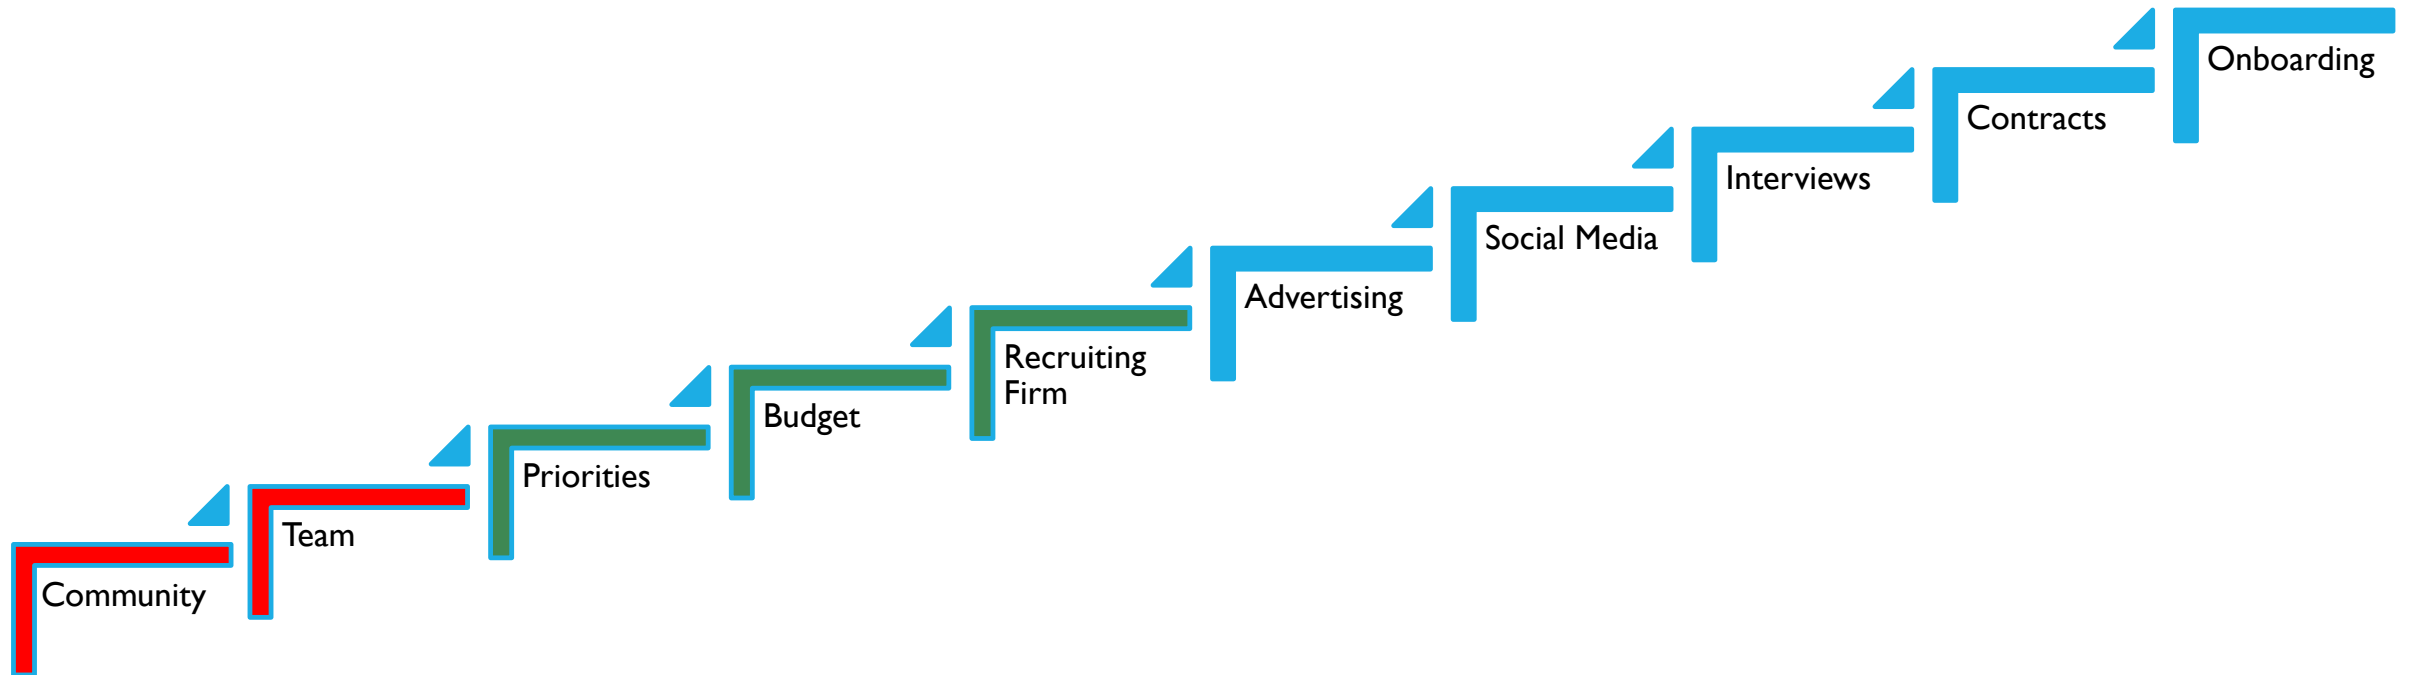 Community
Team
Priorities
Budget
Recruiting
Firm
Advertising
Social Media
Interviews
Contracts
Onboarding